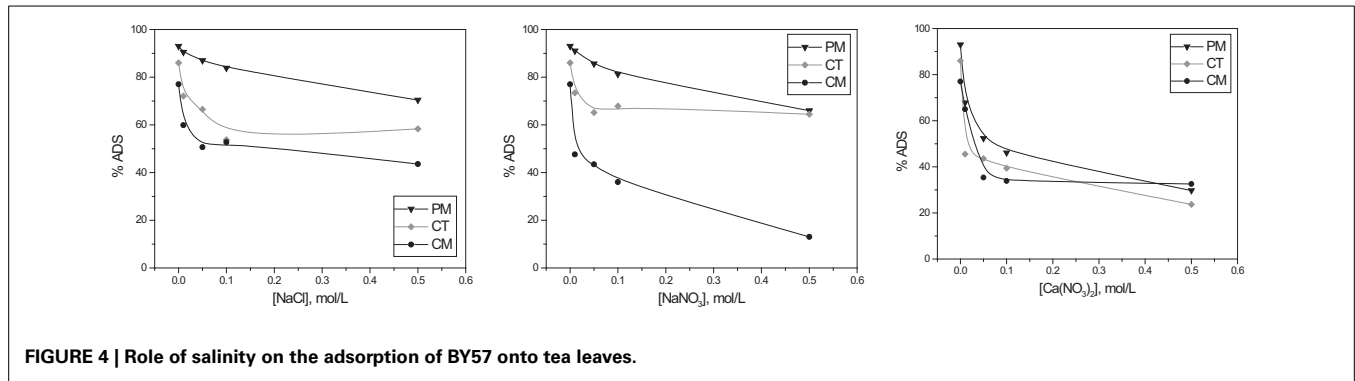 100
80
60
40
20
0
% ADS
0.0 0.1 0.2 0.3 0.4 0.5 0.6
[NaCl], mol/L
PM
CT
CM
100
80
60
40
20
0
% ADS
0.0 0.1 0.2 0.3 0.4 0.5 0.6
[NaNO₃], mol/L
PM
CT
CM
100
80
60
40
20
0
% ADS
0.0 0.1 0.2 0.3 0.4 0.5 0.6
[Ca(NO₃)₂], mol/L
PM
CT
CM
FIGURE 4 | Role of salinity on the adsorption of BY57 onto tea leaves.